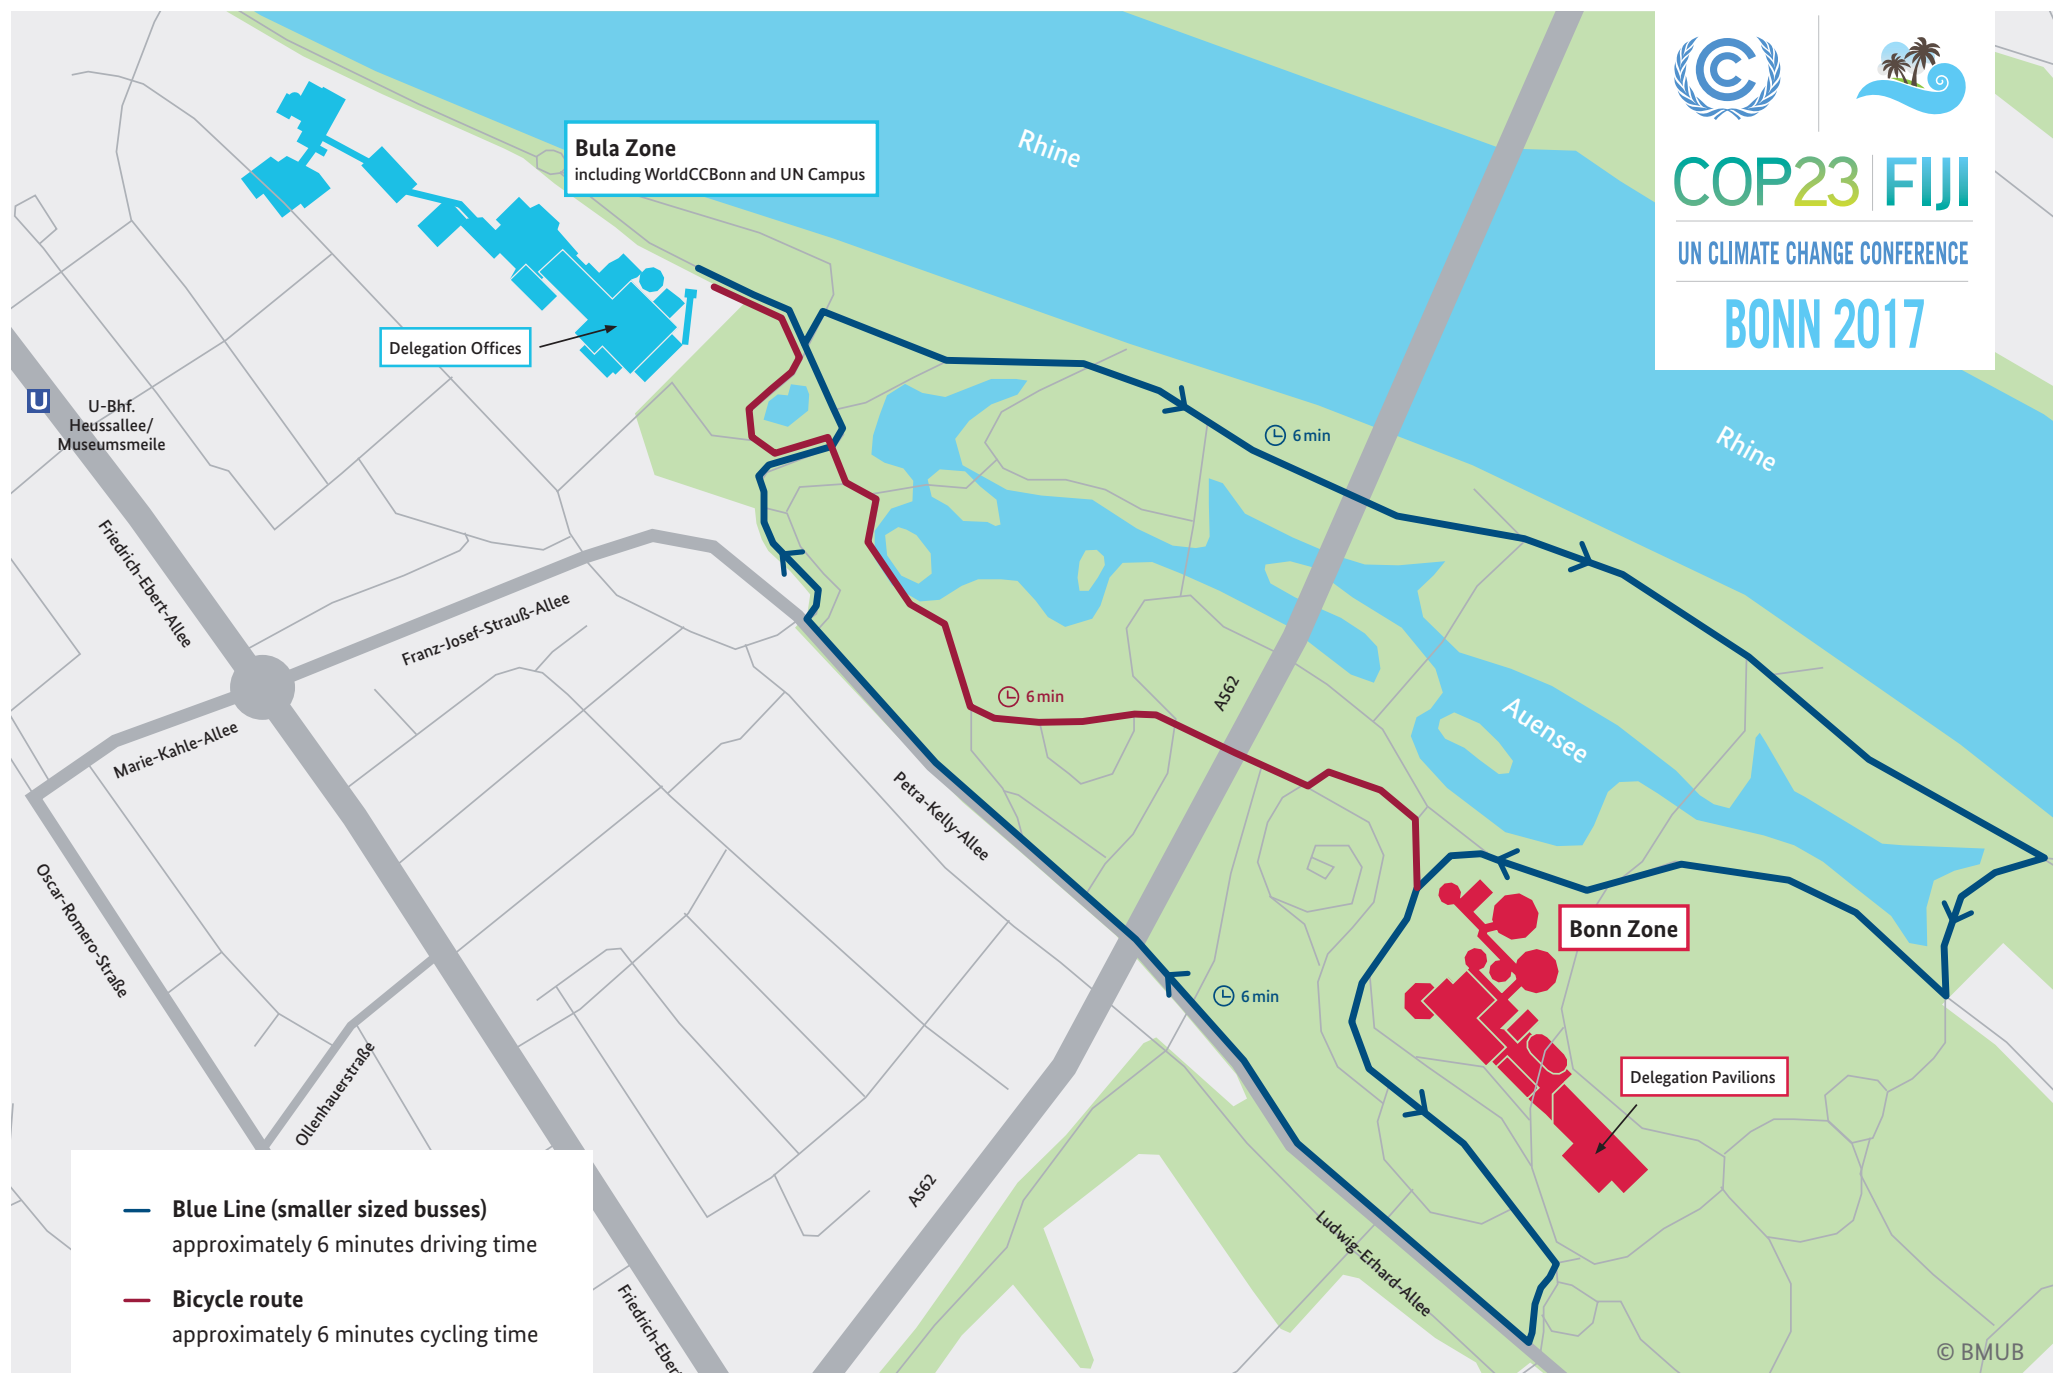 Bula Zone
including WorldCCBonn and UN Campus
Rhine
COP23 FIJI
UN CLIMATE CHANGE CONFERENCE
BONN 2017
Delegation Offices
U
U-Bhf.
Heussallee/
Museumsmeile
6 min
Rhine
Friedrich-Ebert-Allee
Franz-Josef-Strauß-Allee
6 min
A562
Auensee
Marie-Kahle-Allee
Petra-Kelly-Allee
Oscar-Romero-Straße
Bonn Zone
6 min
Ollenhauerstraße
Delegation Pavilions
A562
Ludwig-Erhard-Allee
Blue Line (smaller sized busses)
approximately 6 minutes driving time
Bicycle route
approximately 6 minutes cycling time
Friedrich-Eber
© BMUB